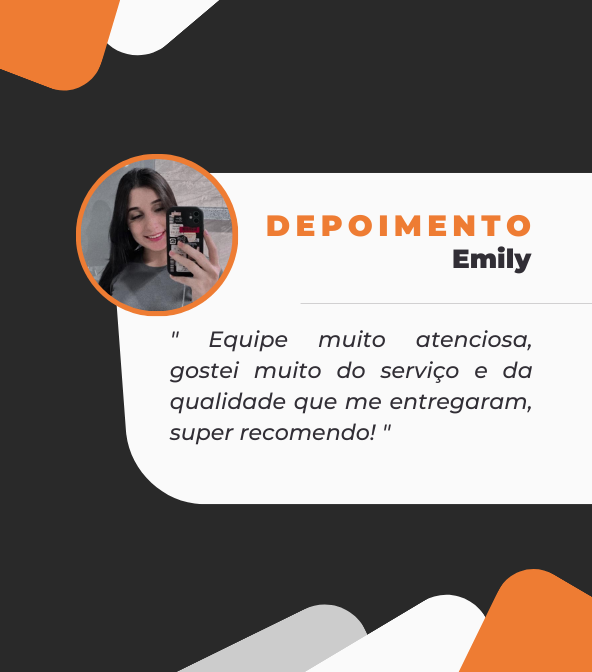 DEPOIMENTO
Emily
" Equipe muito atenciosa,
gostei muito do serviço e da
qualidade que me entregaram,
super recomendo! "